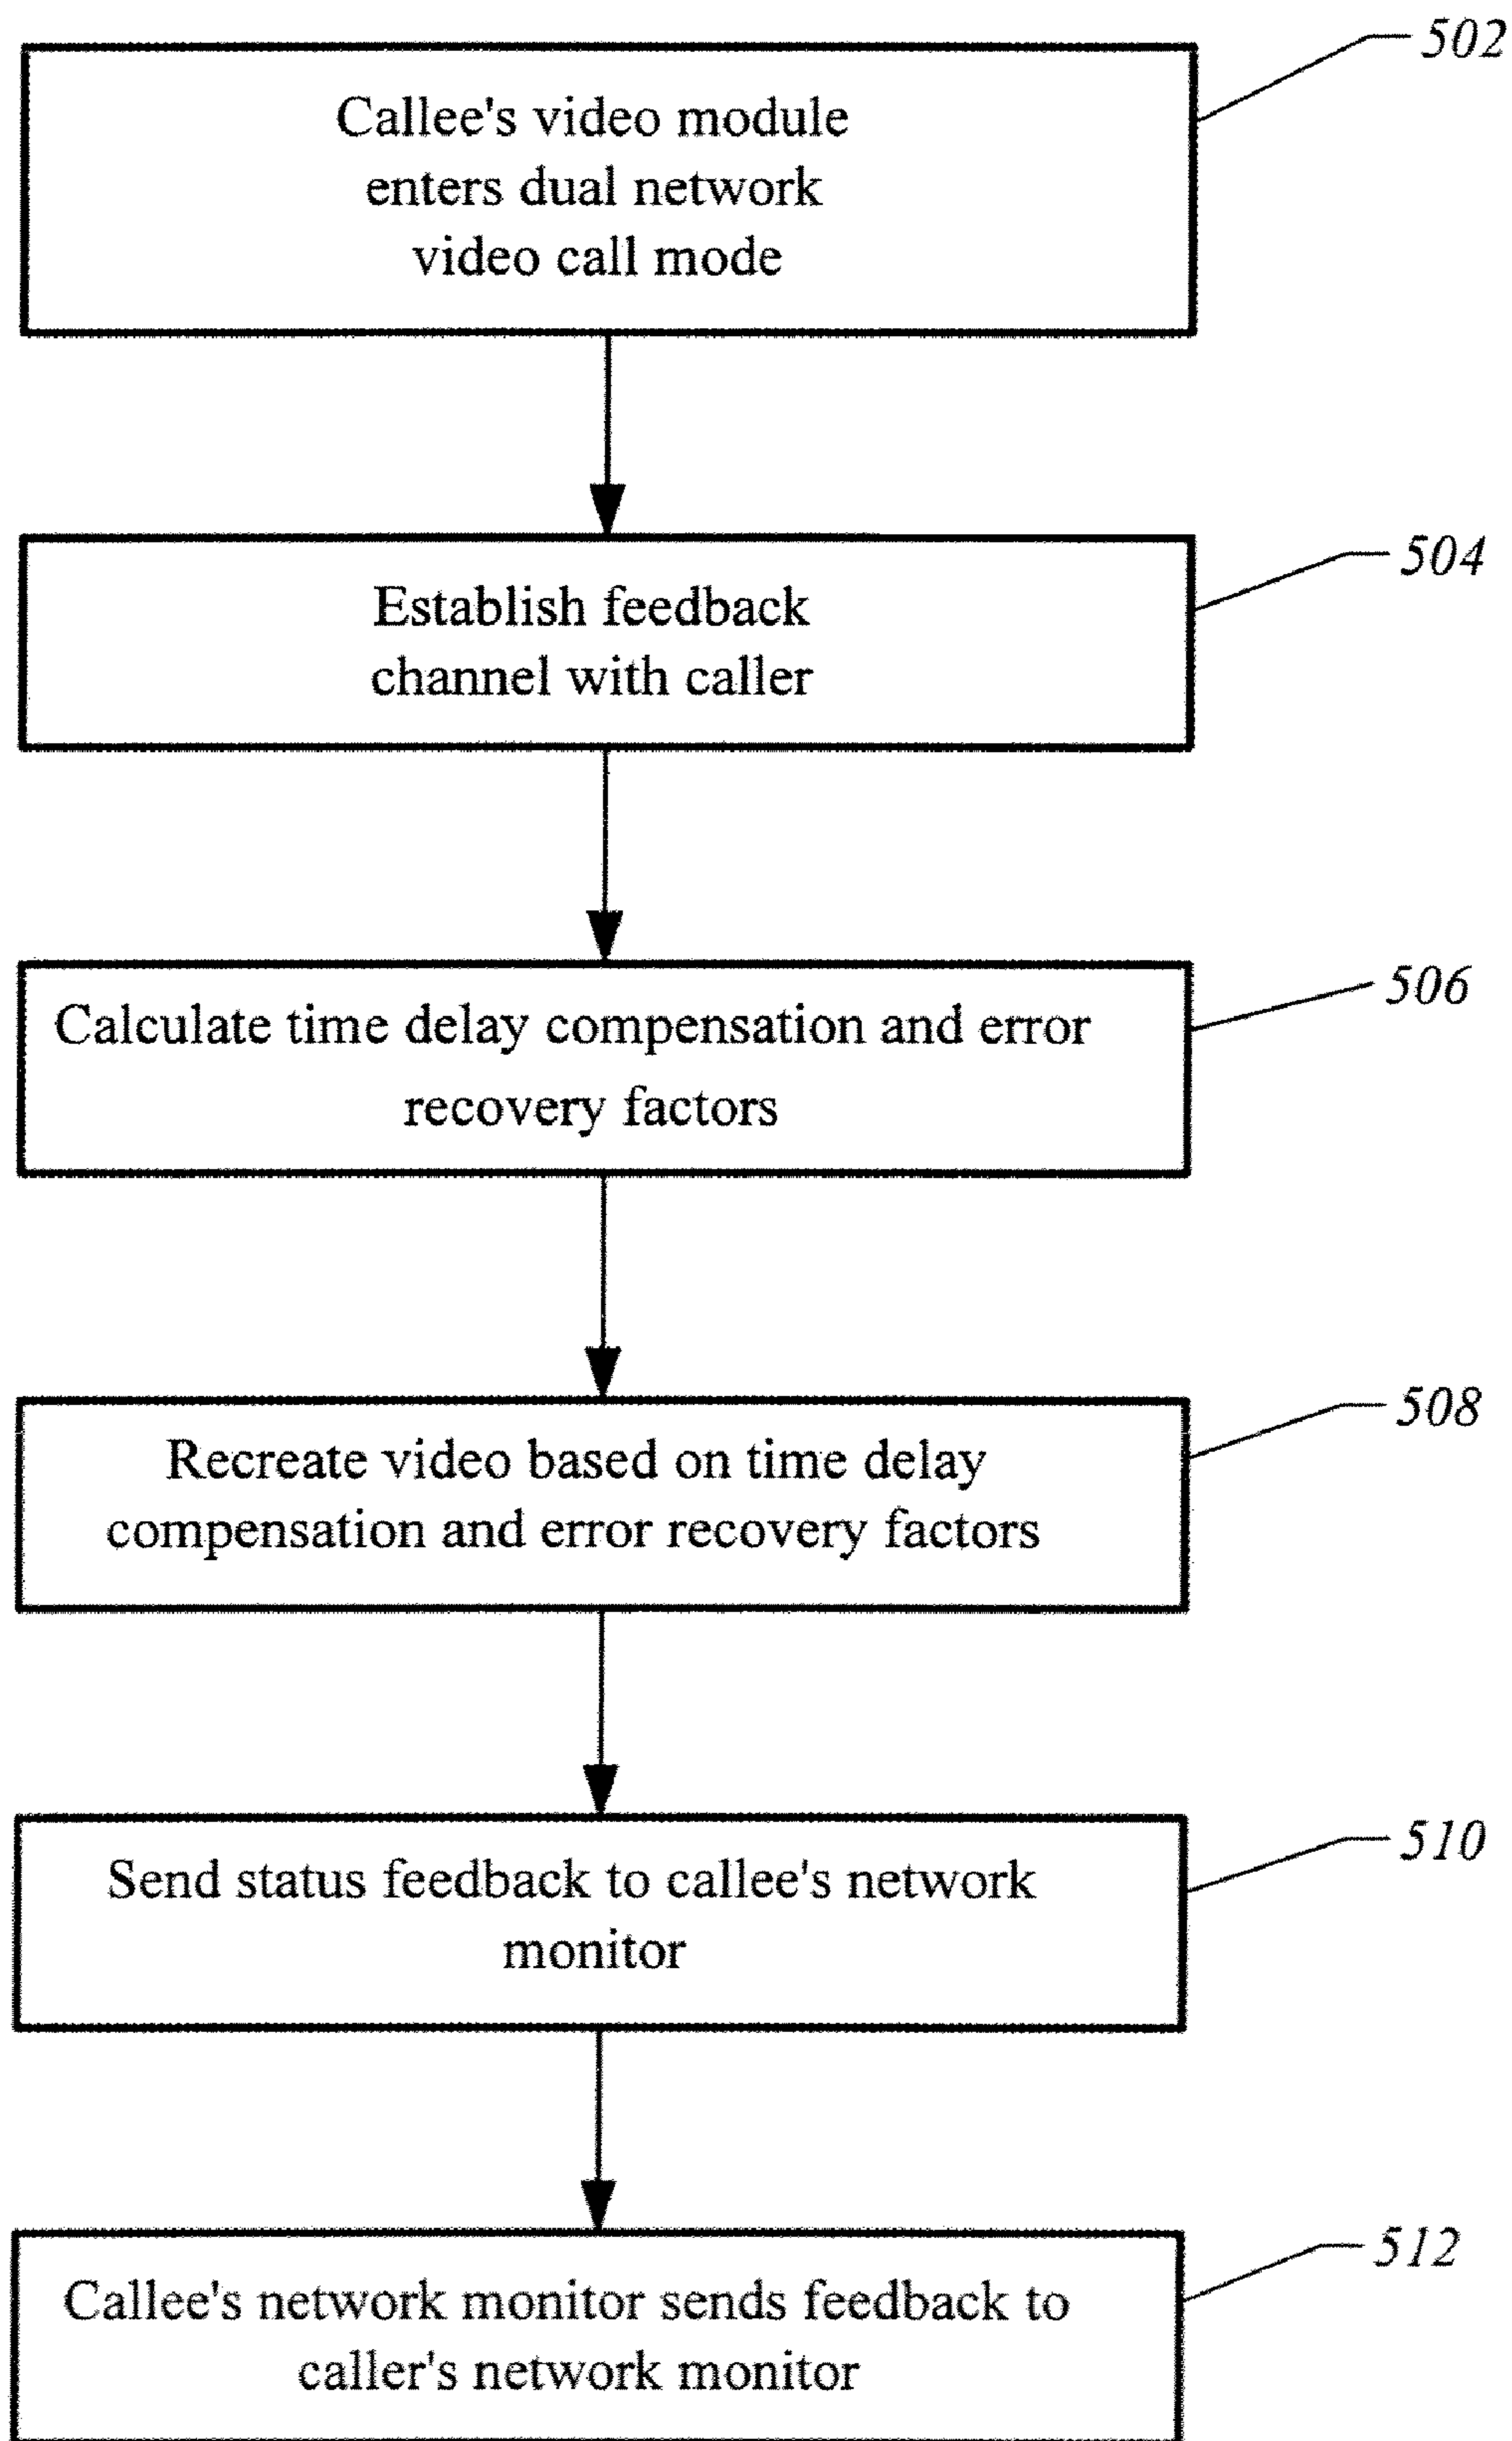 502
Callee's video module
enters dual network
video call mode
504
Establish feedback
channel with caller
506
Calculate time delay compensation and error
recovery factors
508
Recreate video based on time delay
compensation and error recovery factors
510
Send status feedback to callee's network
monitor
512
Callee's network monitor sends feedback to
caller's network monitor